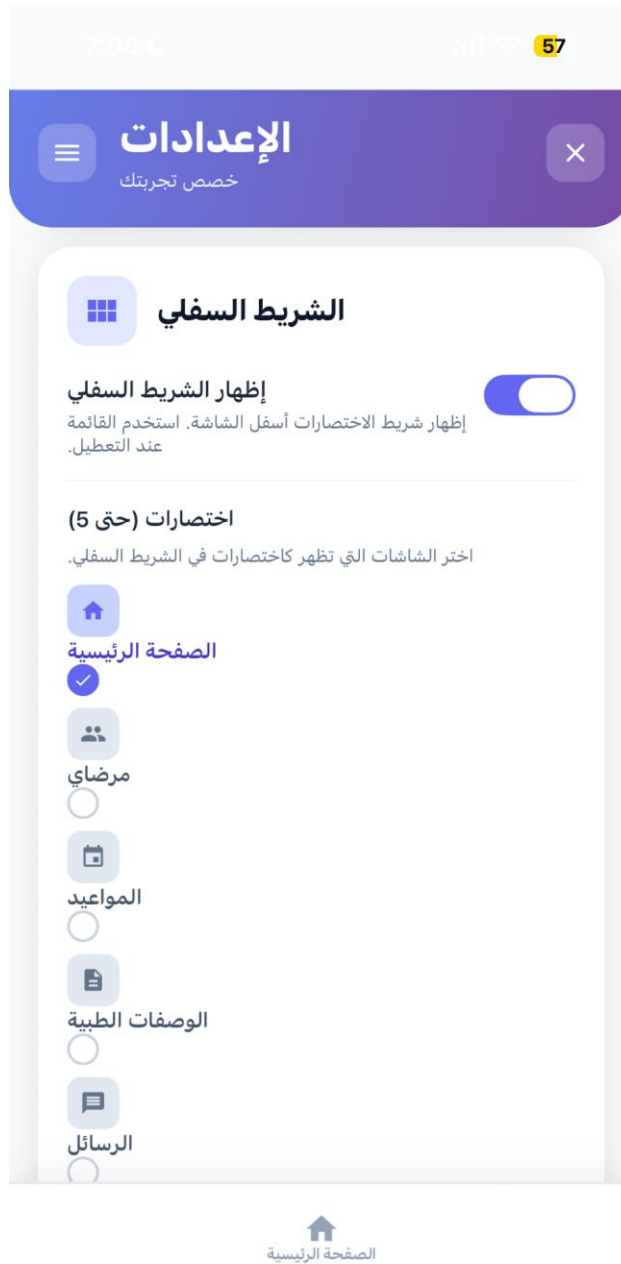 7:04
57
الإعدادات
خصص تجربتك
الشريط السفلي
إظهار الشريط السفلي
إظهار شريط الاختصارات أسفل الشاشة. استخدم القائمة
عند التعطيل.
اختصارات (حتى 5)
اختر الشاشات التي تظهر كاختصارات في الشريط السفلي.
الصفحة الرئيسية
مرضاي
المواعيد
الوصفات الطبية
الرسائل
الصفحة الرئيسية